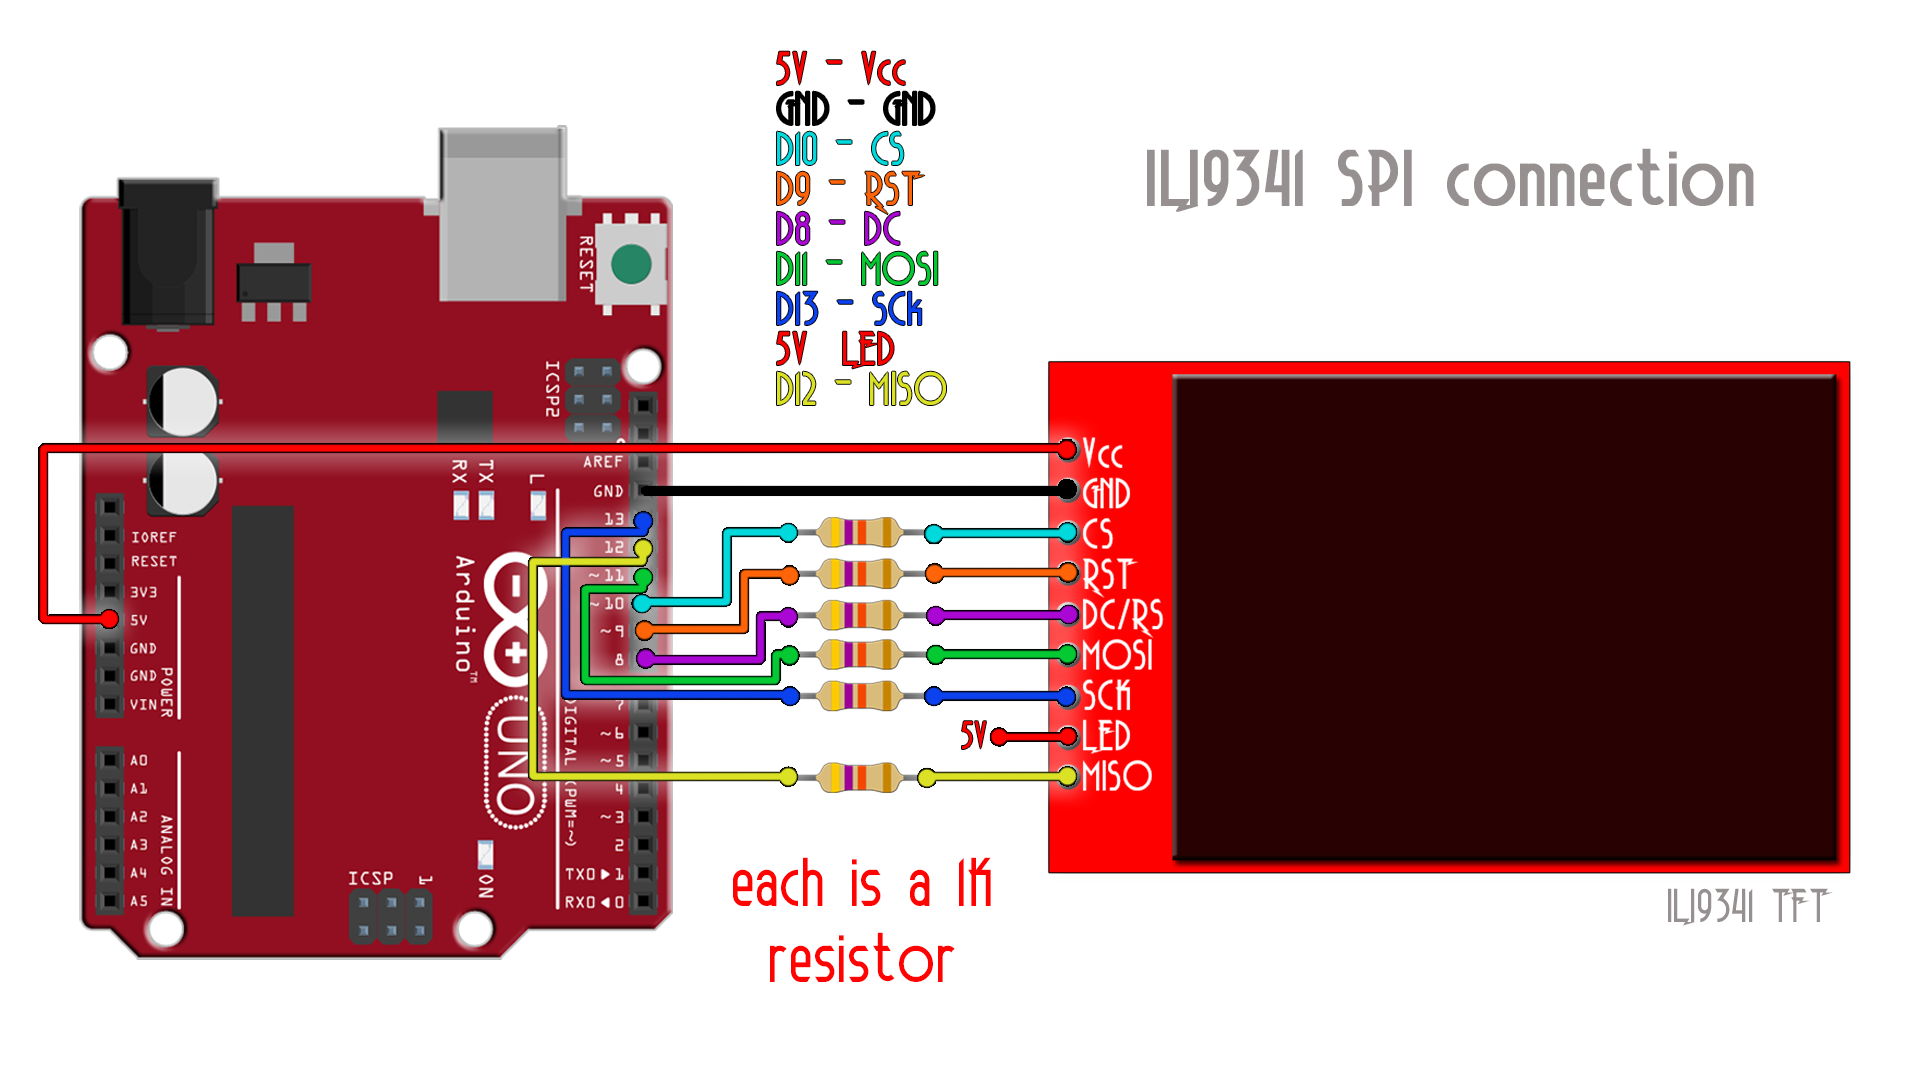 5V - Vcc
GND - GND
D10 - CS
D9 - RST
D8 - DC
D11 - MOSI
D13 - SCK
5V LED
D12 - MISO
ILI9341 SPI connection
RESET
ICSP2
AREF
GND
13
12
~11
~10
~9
8
7
~6
~5
4
~3
2
TX0▶1
RX0◀0
RX
TX
L
IOREF
RESET
3V3
5V
GND
GND
VIN
POWER
A0
A1
A2
A3
A4
A5
ANALOG IN
Arduino™
UNO
DIGITAL (PWM=~)
ON
ICSP 1
Vcc
GND
CS
RST
DC/RS
MOSI
SCK
5V LED
MISO
each is a 1K
resistor
ILI9341 TFT